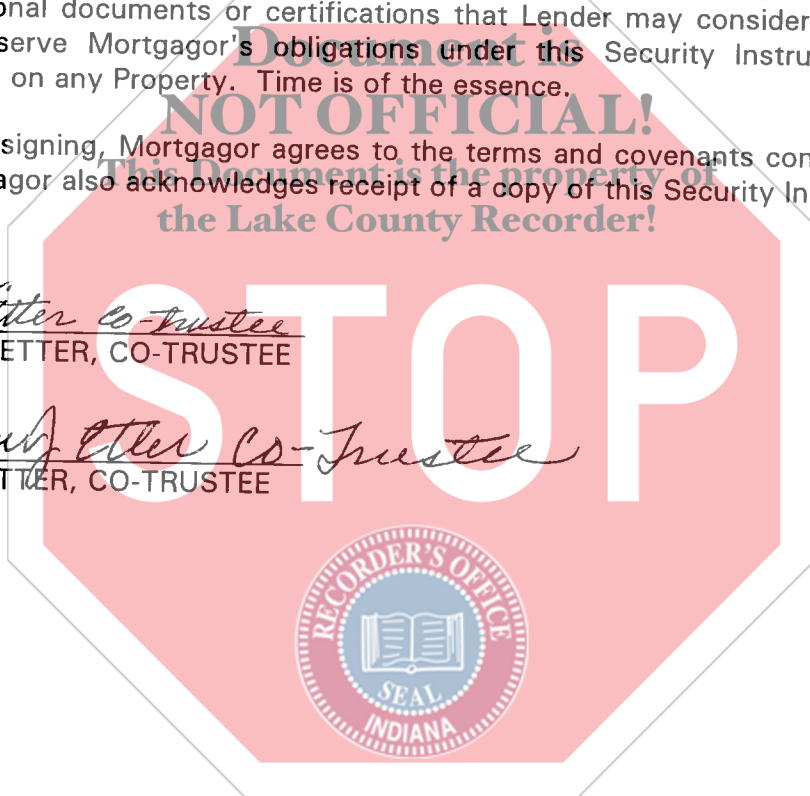 onal documents or certifications that Lender may consider
serve Mortgagor's obligations under this Security Instru
on any Property. Time is of the essence.
signing, Mortgagor agrees to the terms and covenants con
agor also acknowledges receipt of a copy of this Security In
Document is
NOT OFFICIAL!
This Document is the property of
the Lake County Recorder!
STOP
etter co-trustee
ETTER, CO-TRUSTEE
Etter Co-Trustee
TTER, CO-TRUSTEE
RECORDER'S OFFICE
SEAL
INDIANA